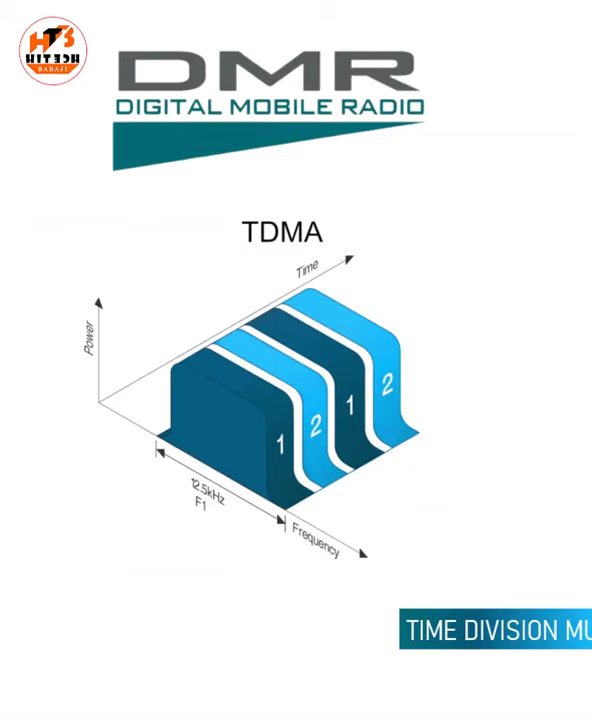 HTB
HITECH
BABAJI
DMR
DIGITAL MOBILE RADIO
TDMA
Time
Power
1
2
1
2
12.5kHz
F1
Frequency
TIME DIVISION MU